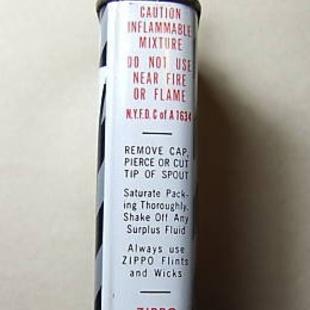 CAUTION
INFLAMMABLE
MIXTURE
DO NOT USE
NEAR FIRE
OR FLAME
N.Y.F.D. C of A 1634
REMOVE CAP,
PIERCE OR CUT
TIP OF SPOUT
Saturate Pack-
ing Thoroughly.
Shake Off Any
Surplus Fluid
Always use
ZIPPO Flints
and Wicks
ZIPPO